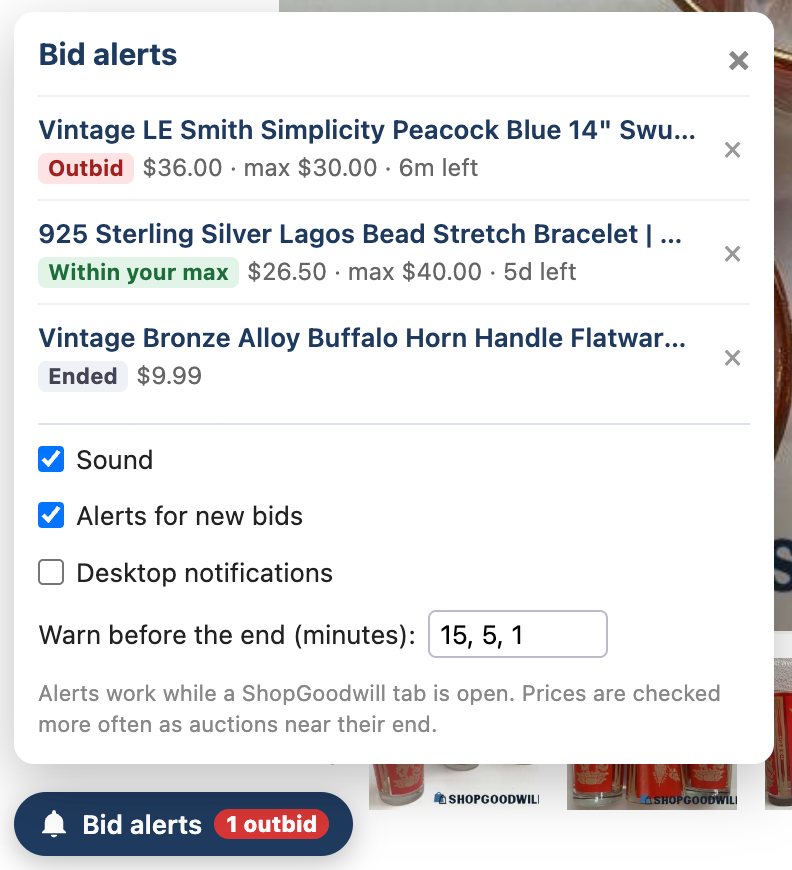 Bid alerts
×
Vintage LE Smith Simplicity Peacock Blue 14" Swu...
×
Outbid $36.00 · max $30.00 · 6m left
925 Sterling Silver Lagos Bead Stretch Bracelet | ...
×
Within your max $26.50 · max $40.00 · 5d left
Vintage Bronze Alloy Buffalo Horn Handle Flatwar...
×
Ended $9.99
Sound
Alerts for new bids
Desktop notifications
Warn before the end (minutes): 15, 5, 1
Alerts work while a ShopGoodwill tab is open. Prices are checked
more often as auctions near their end.
SHOPGOODWIL
SHOPGOODWIL
Bid alerts 1 outbid